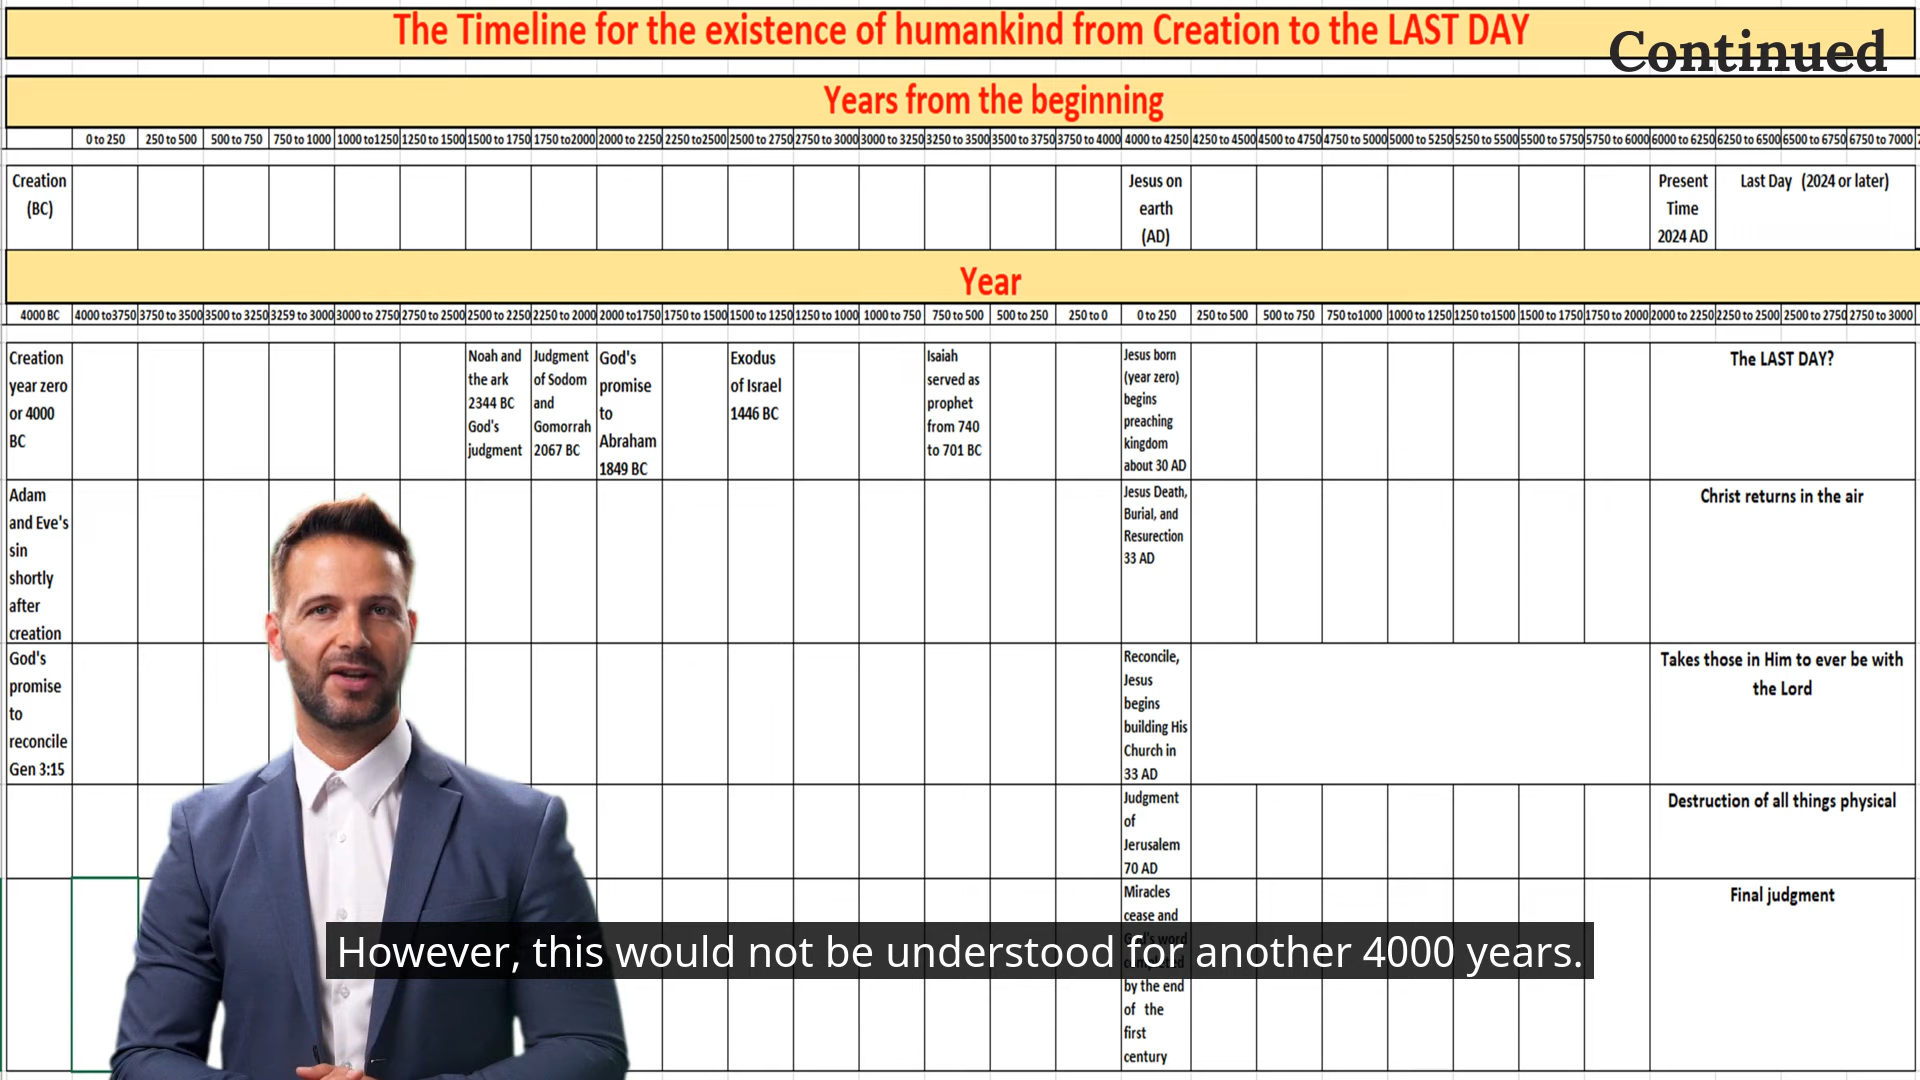 The Timeline for the existence of humankind from Creation to the LAST DAY
Continued
Years from the beginning
0 to 250 250 to 500 500 to 750 750 to 1000 1000 to1250 1250 to 1500 1500 to 1750 1750 to2000 2000 to 2250 2250 to2500 2500 to 2750 2750 to 3000 3000 to 3250 3250 to 3500 3500 to 3750 3750 to 4000 4000 to 4250 4250 to 4500 4500 to 4750 4750 to 5000 5000 to 5250 5250 to 5500 5500 to 5750 5750 to 6000 6000 to 6250 6250 to 6500 6500 to 6750 6750 to 7000
Creation
(BC)
Jesus on
earth
(AD)
Present
Time
2024 AD
Last Day (2024 or later)
Year
4000 BC 4000 to3750 3750 to 3500 3500 to 3250 3259 to 3000 3000 to 2750 2750 to 2500 2500 to 2250 2250 to 2000 2000 to1750 1750 to 1500 1500 to 1250 1250 to 1000 1000 to 750 750 to 500 500 to 250 250 to 0 0 to 250 250 to 500 500 to 750 750 to1000 1000 to 1250 1250 to1500 1500 to 1750 1750 to 2000 2000 to 2250 2250 to 2500 2500 to 2750 2750 to 3000
Creation
year zero
or 4000
BC
Noah and
the ark
2344 BC
God's
judgment
Judgment
of Sodom
and
Gomorrah
2067 BC
God's
promise
to
Abraham
1849 BC
Exodus
of Israel
1446 BC
Isaiah
served as
prophet
from 740
to 701 BC
Jesus born
(year zero)
begins
preaching
kingdom
about 30 AD
The LAST DAY?
Adam
and Eve's
sin
shortly
after
creation
Jesus Death,
Burial, and
Resurection
33 AD
Christ returns in the air
God's
promise
to
reconcile
Gen 3:15
Reconcile,
Jesus
begins
building His
Church in
33 AD
Takes those in Him to ever be with
the Lord
Judgment
of
Jerusalem
70 AD
Destruction of all things physical
Miracles
cease and
God's word
completed
by the end
of the
first
century
Final judgment
However, this would not be understood for another 4000 years.